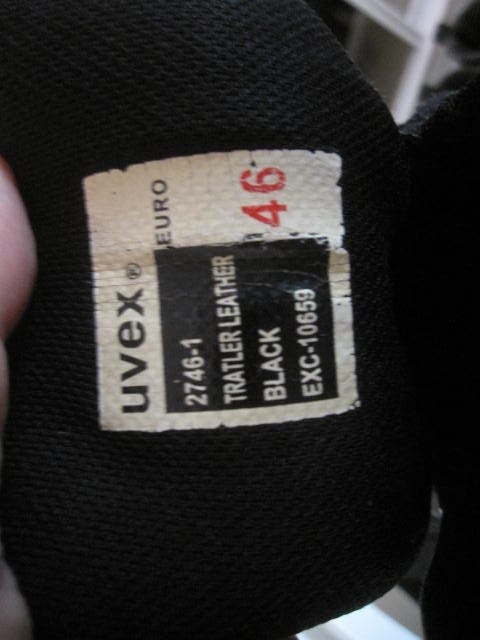 uvex®
EURO 46
2746-1
TRATLER LEATHER
BLACK
EXC-10659